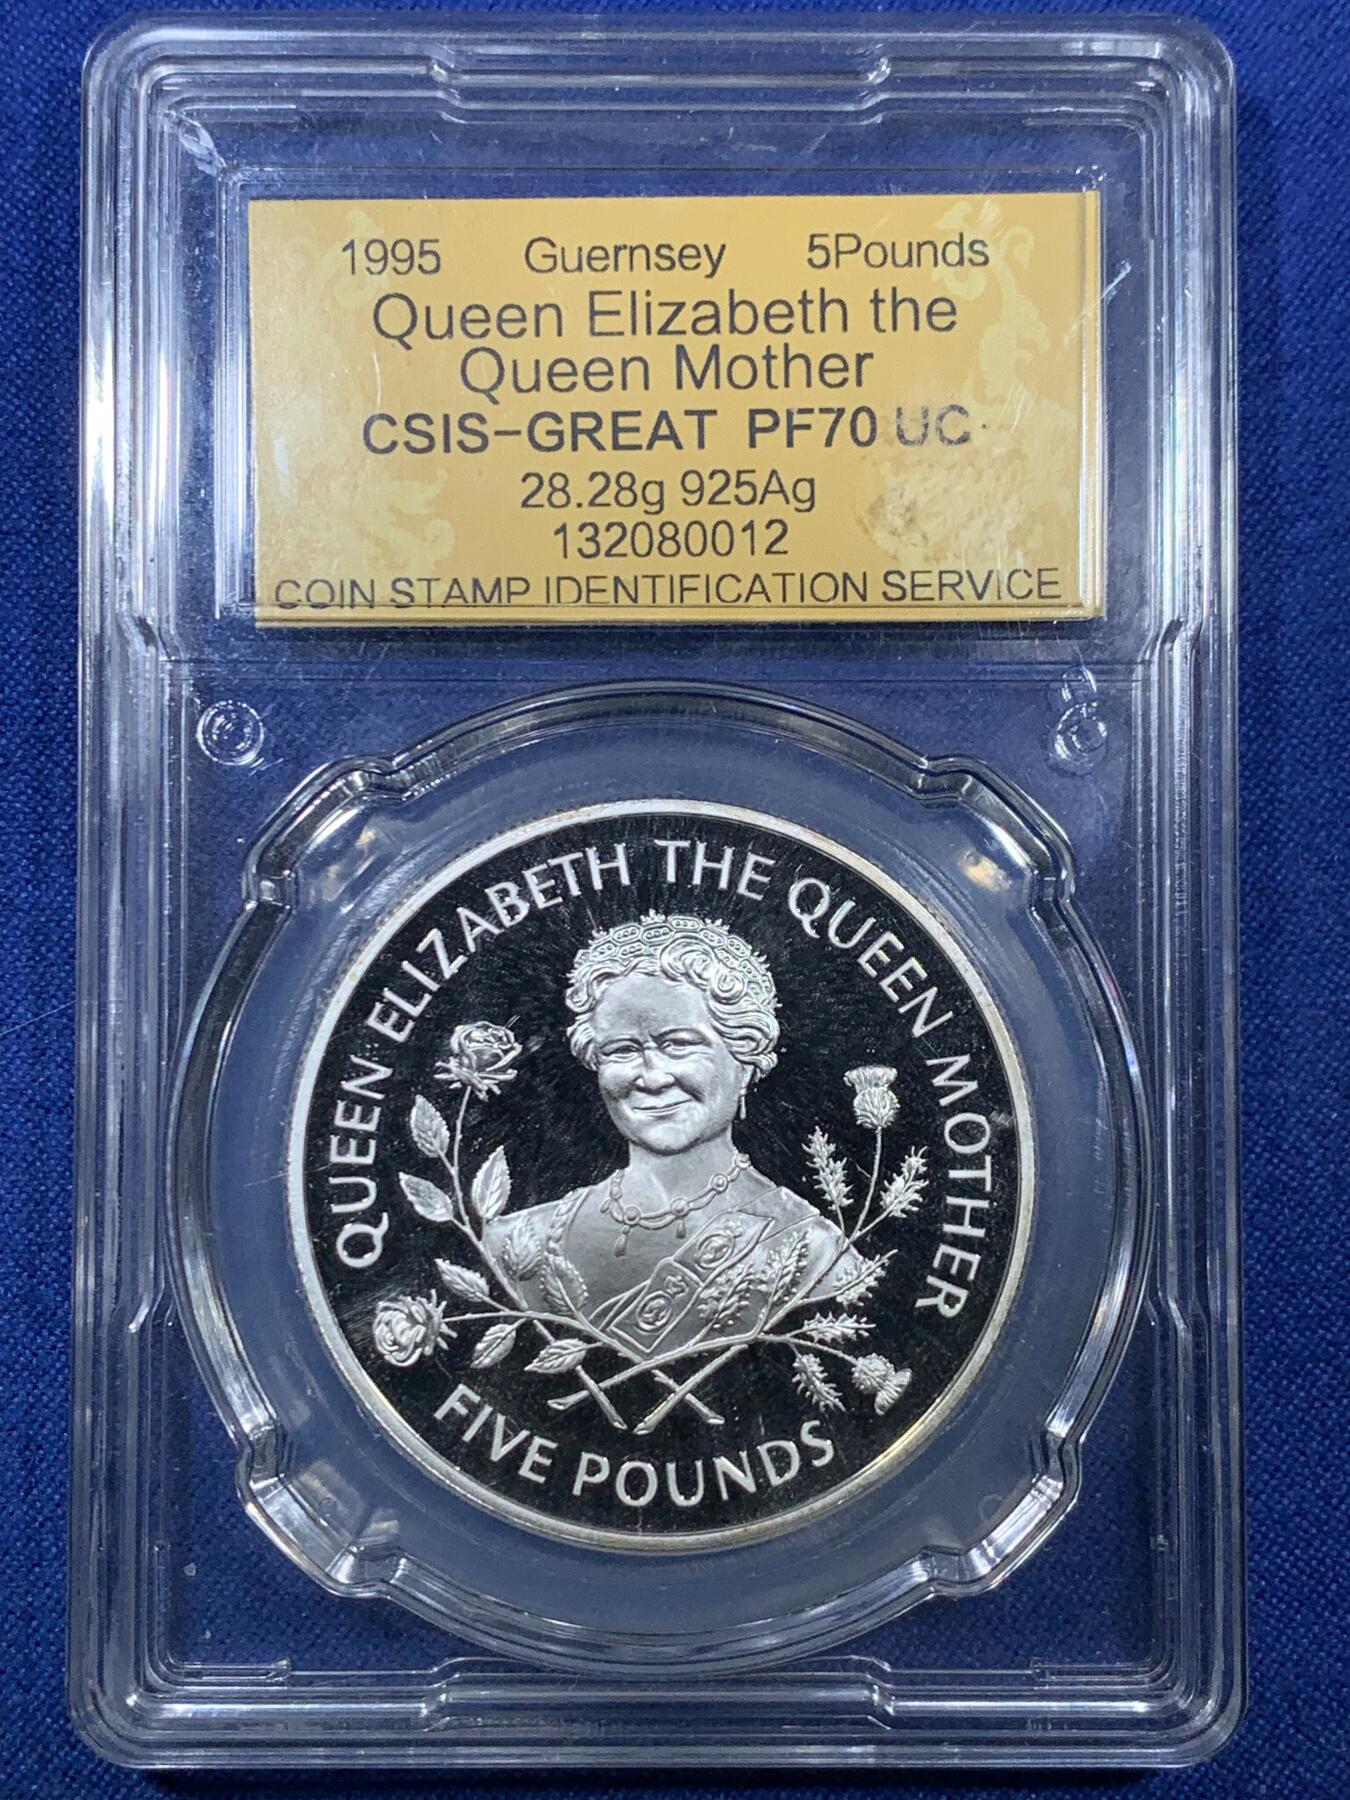 1995 Guernsey 5Pounds
Queen Elizabeth the
Queen Mother
CSIS-GREAT PF70 UC
28.28g 925Ag
132080012
COIN STAMP IDENTIFICATION SERVICE
QUEEN ELIZABETH THE QUEEN MOTHER
FIVE POUNDS